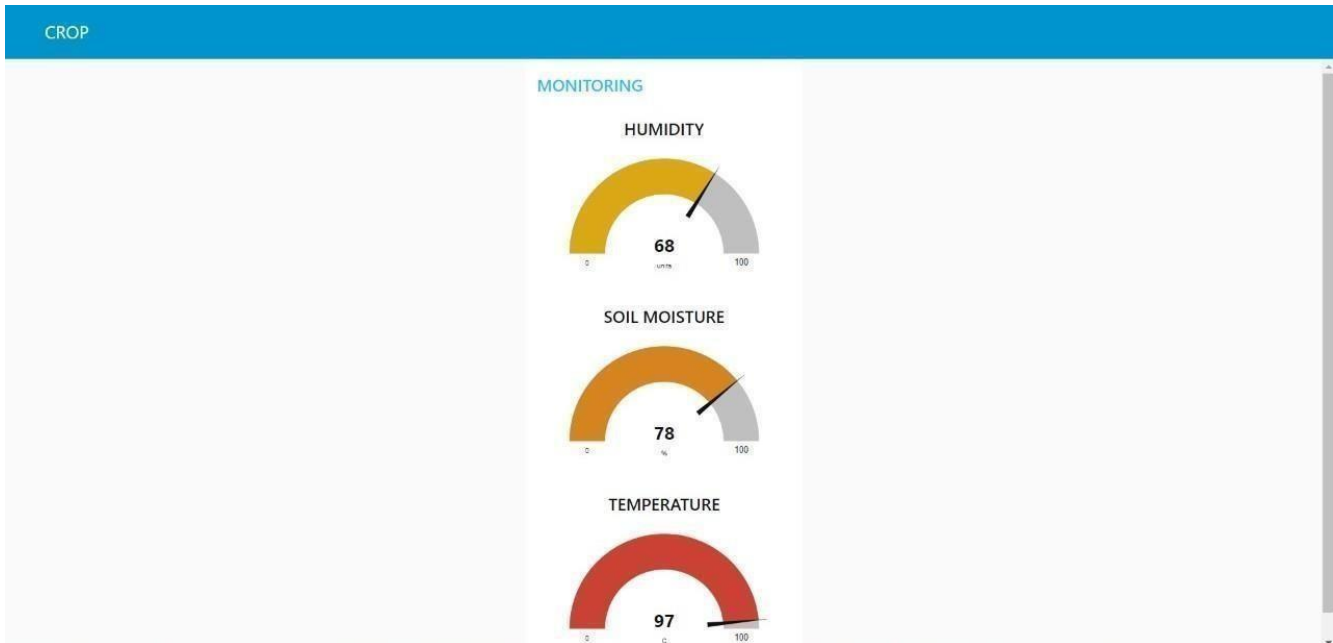 CROP
MONITORING
HUMIDITY
68
units
0
100
SOIL MOISTURE
78
%
0
100
TEMPERATURE
97
C
0
100